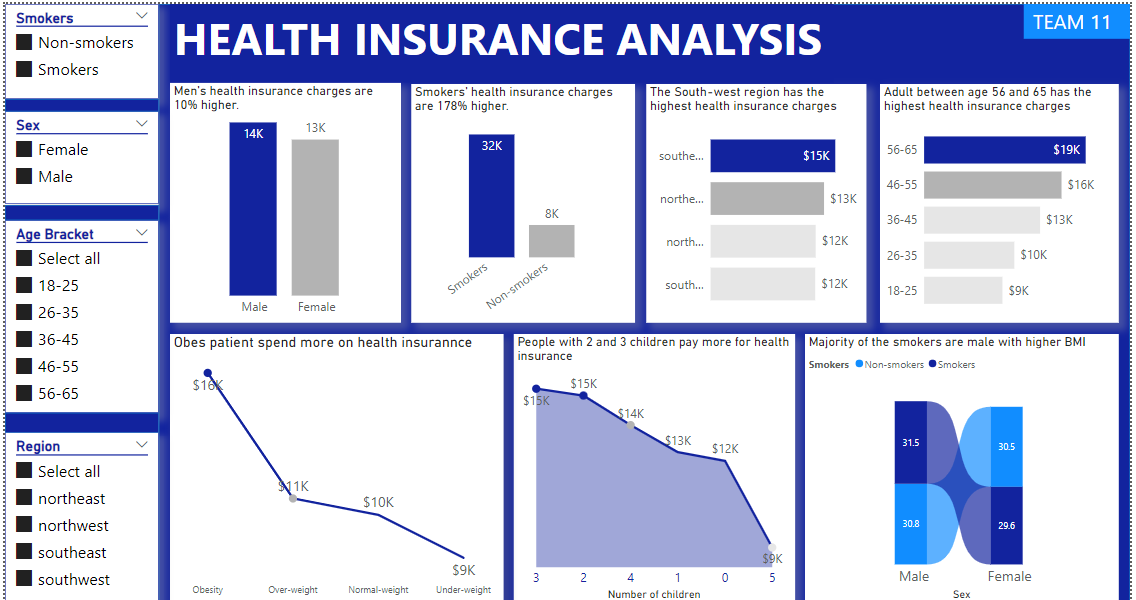 Smokers
Non-smokers
Smokers
Sex
Female
Male
Age Bracket
Select all
18-25
26-35
36-45
46-55
56-65
Region
Select all
northeast
northwest
southeast
southwest
HEALTH INSURANCE ANALYSIS
TEAM 11
Men's health insurance charges are
10% higher.
14K
13K
Male
Female
Smokers' health insurance charges
are 178% higher.
32K
8K
Smokers
Non-smokers
The South-west region has the
highest health insurance charges
southe... $15K
northe... $13K
north... $12K
south... $12K
Adult between age 56 and 65 has the
highest health insurance charges
56-65 $19K
46-55 $16K
36-45 $13K
26-35 $10K
18-25 $9K
Obes patient spend more on health insurannce
$16K
$11K
$10K
$9K
Obesity
Over-weight
Normal-weight
Under-weight
People with 2 and 3 children pay more for health
insurance
$15K
$15K
$14K
$13K
$12K
$9K
3 2 4 1 0 5
Number of children
Majority of the smokers are male with higher BMI
Smokers Non-smokers Smokers
31.5
30.5
30.8
29.6
Male
Female
Sex